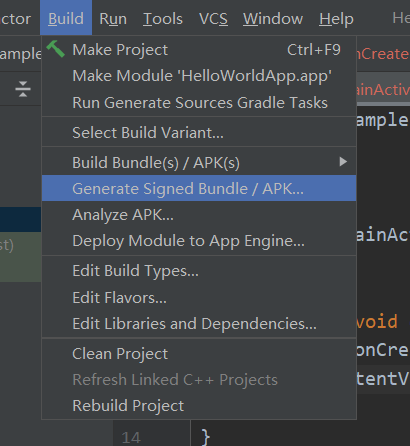 actor Build Run Tools VCS Window Help He
ample
Make Project Ctrl+F9 onCreate
Make Module 'HelloWorldApp.app' ainActiv
Run Generate Sources Gradle Tasks ample
Select Build Variant...
Build Bundle(s) / APK(s)
Generate Signed Bundle / APK...
Analyze APK...
st) Deploy Module to App Engine... ainAc
Edit Build Types...
Edit Flavors...
Edit Libraries and Dependencies... void
Clean Project onCre
Refresh Linked C++ Projects tentV
Rebuild Project
14 }